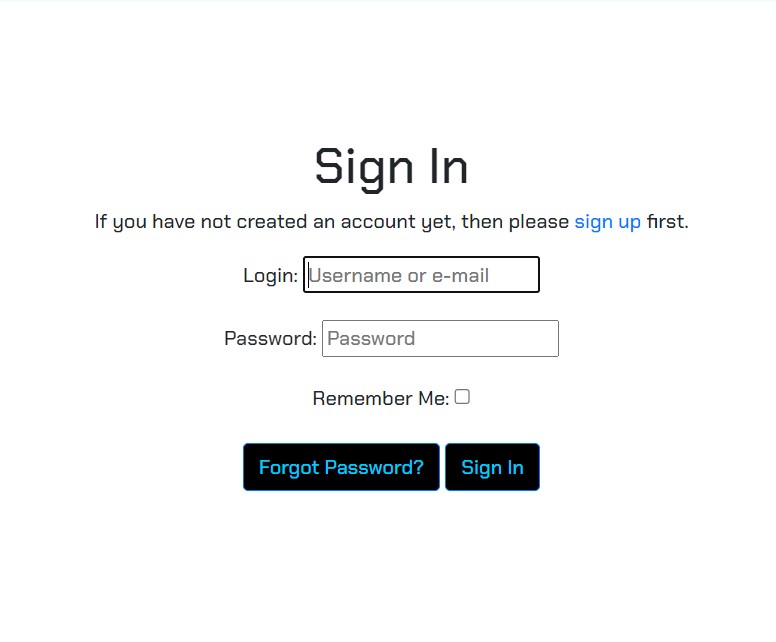 Sign In
If you have not created an account yet, then please sign up first.
Login: Username or e-mail
Password: Password
Remember Me:
Forgot Password? Sign In